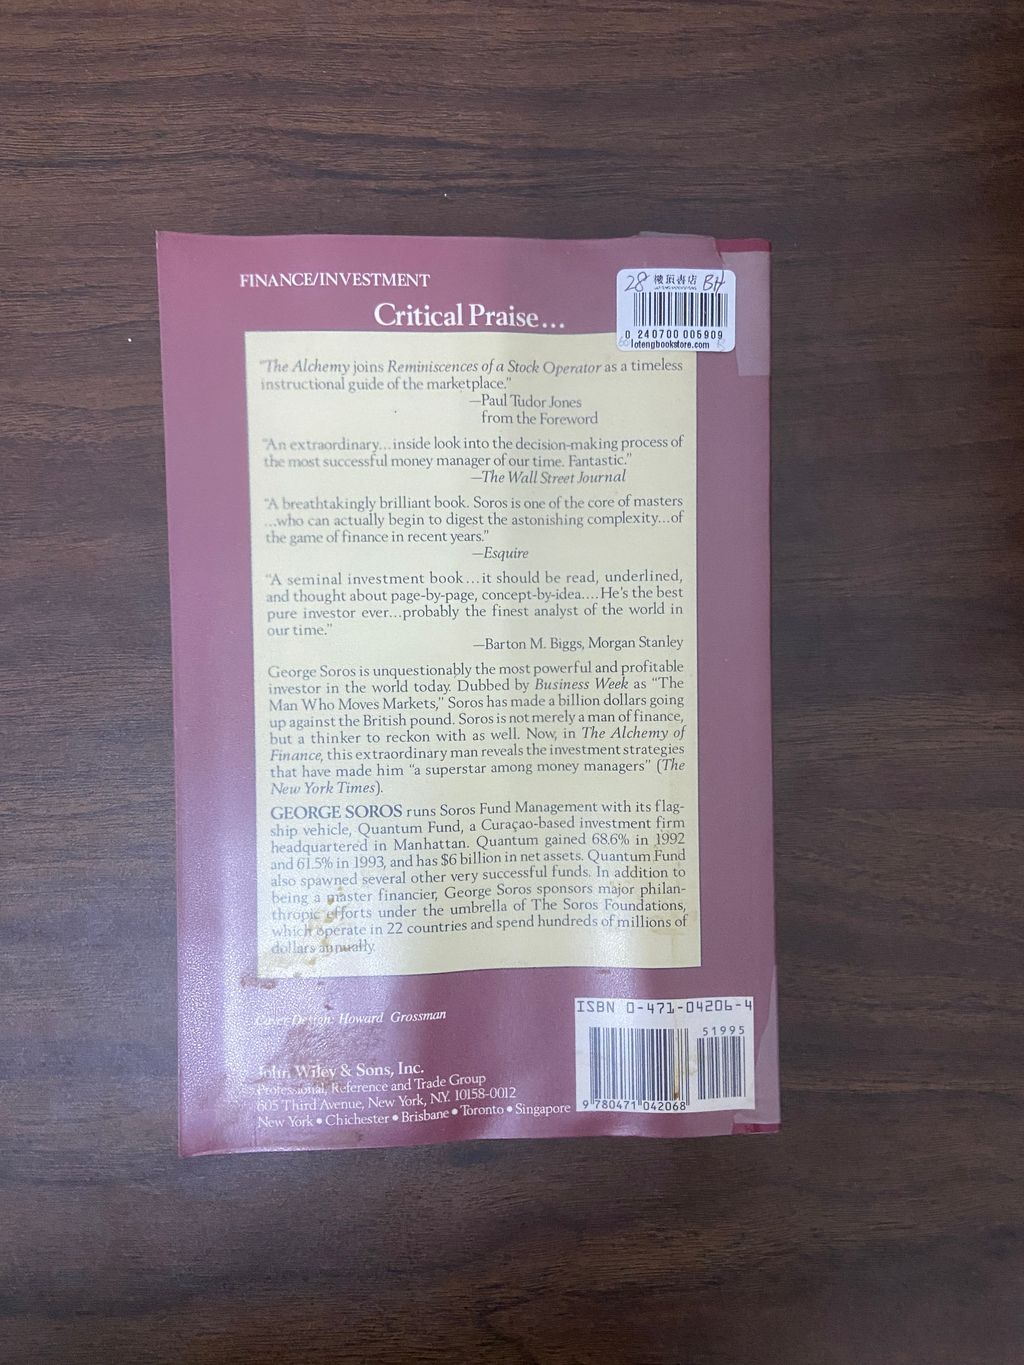 FINANCE/INVESTMENT
28 樓頂書店 BH
0 240700 005909
lotengbookstore.com
Critical Praise...
"The Alchemy joins Reminiscences of a Stock Operator as a timeless
instructional guide of the marketplace."
—Paul Tudor Jones
from the Foreword
"An extraordinary...inside look into the decision-making process of
the most successful money manager of our time. Fantastic."
—The Wall Street Journal
"A breathtakingly brilliant book. Soros is one of the core of masters
...who can actually begin to digest the astonishing complexity...of
the game of finance in recent years."
—Esquire
"A seminal investment book...it should be read, underlined,
and thought about page-by-page, concept-by-idea....He's the best
pure investor ever...probably the finest analyst of the world in
our time."
—Barton M. Biggs, Morgan Stanley
George Soros is unquestionably the most powerful and profitable
investor in the world today. Dubbed by Business Week as "The
Man Who Moves Markets," Soros has made a billion dollars going
up against the British pound. Soros is not merely a man of finance,
but a thinker to reckon with as well. Now, in The Alchemy of
Finance, this extraordinary man reveals the investment strategies
that have made him "a superstar among money managers" (The
New York Times).
GEORGE SOROS runs Soros Fund Management with its flag-
ship vehicle, Quantum Fund, a Curaçao-based investment firm
headquartered in Manhattan. Quantum gained 68.6% in 1992
and 61.5% in 1993, and has $6 billion in net assets. Quantum Fund
also spawned several other very successful funds. In addition to
being a master financier, George Soros sponsors major philan-
thropic efforts under the umbrella of The Soros Foundations,
which operate in 22 countries and spend hundreds of millions of
dollars annually.
Cover Design: Howard Grossman
John Wiley & Sons, Inc.
Professional, Reference and Trade Group
605 Third Avenue, New York, N.Y. 10158-0012
New York • Chichester • Brisbane • Toronto • Singapore
ISBN 0-471-04206-4
51995
9 780471 042068